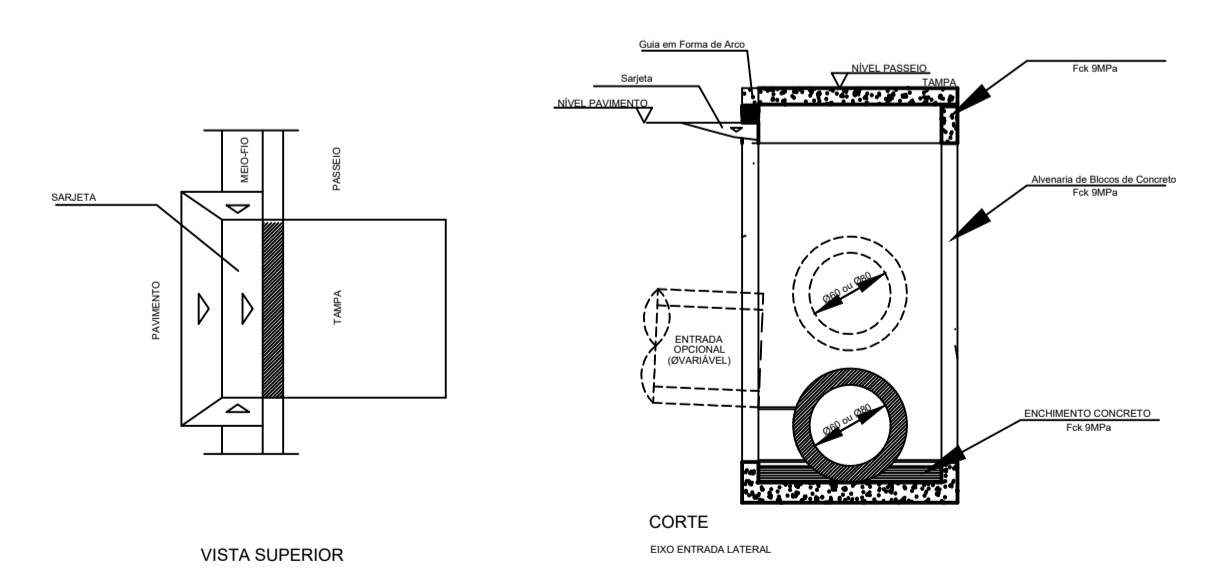 SARJETA
MEIO-FIO
PASSEIO
PAVIMENTO
TAMPA
VISTA SUPERIOR
Guia em Forma de Arco
Sarjeta
NÍVEL PAVIMENTO
NÍVEL PASSEIO
TAMPA
Fck 9MPa
Alvenaria de Blocos de Concreto
Fck 9MPa
Ø60 ou Ø80
ENTRADA
OPCIONAL
(ØVARIÁVEL)
Ø60 ou Ø80
ENCHIMENTO CONCRETO
Fck 9MPa
CORTE
EIXO ENTRADA LATERAL